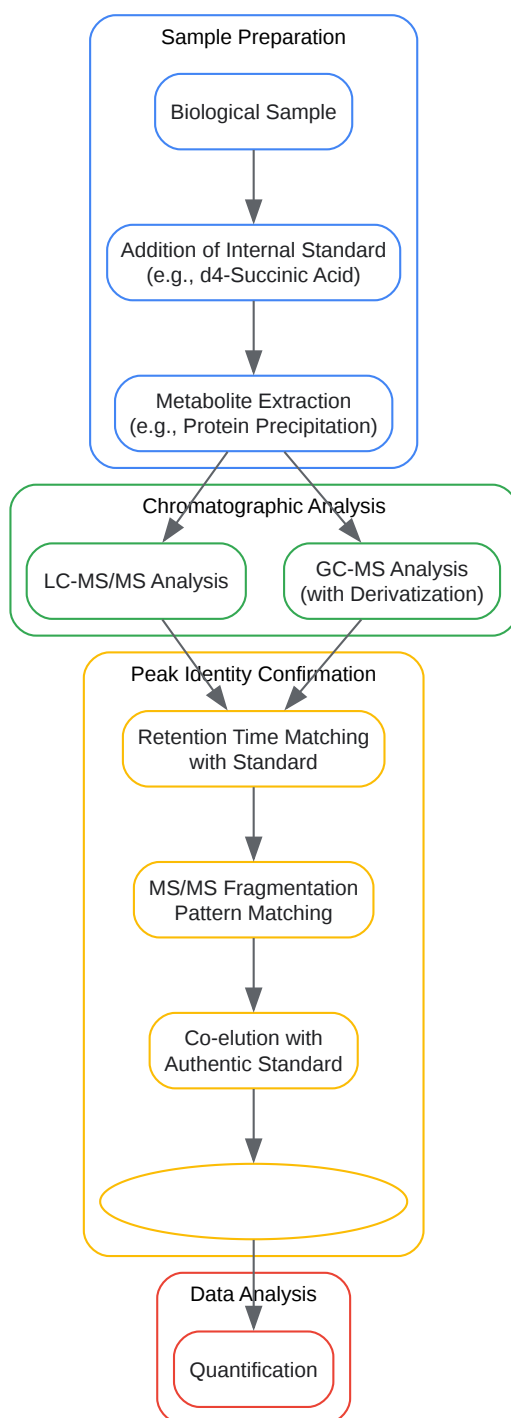 Sample Preparation
Biological Sample
Addition of Internal Standard
(e.g., d4-Succinic Acid)
Metabolite Extraction
(e.g., Protein Precipitation)
Chromatographic Analysis
LC-MS/MS Analysis
GC-MS Analysis
(with Derivatization)
Peak Identity Confirmation
Retention Time Matching
with Standard
MS/MS Fragmentation
Pattern Matching
Co-elution with
Authentic Standard
Data Analysis
Quantification